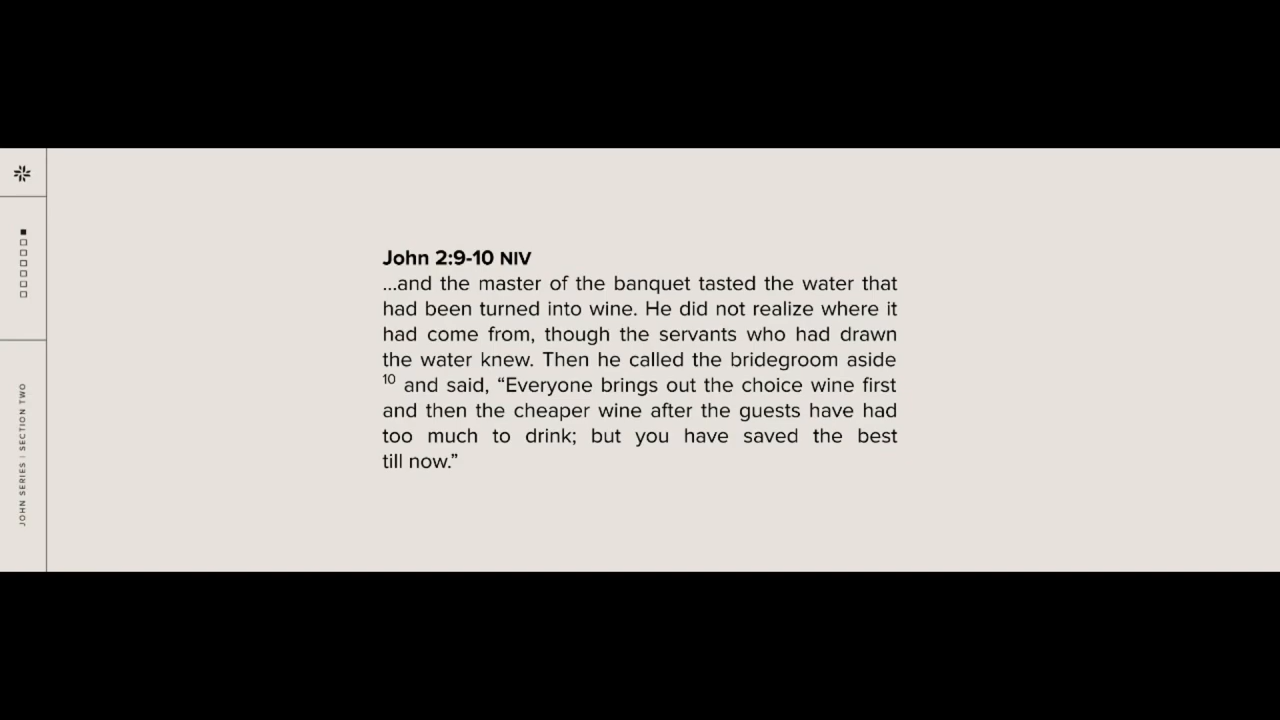 John 2:9-10 NIV
...and the master of the banquet tasted the water that
had been turned into wine. He did not realize where it
had come from, though the servants who had drawn
the water knew. Then he called the bridegroom aside
10 and said, “Everyone brings out the choice wine first
and then the cheaper wine after the guests have had
too much to drink; but you have saved the best
till now.”
JOHN SERIES | SECTION TWO